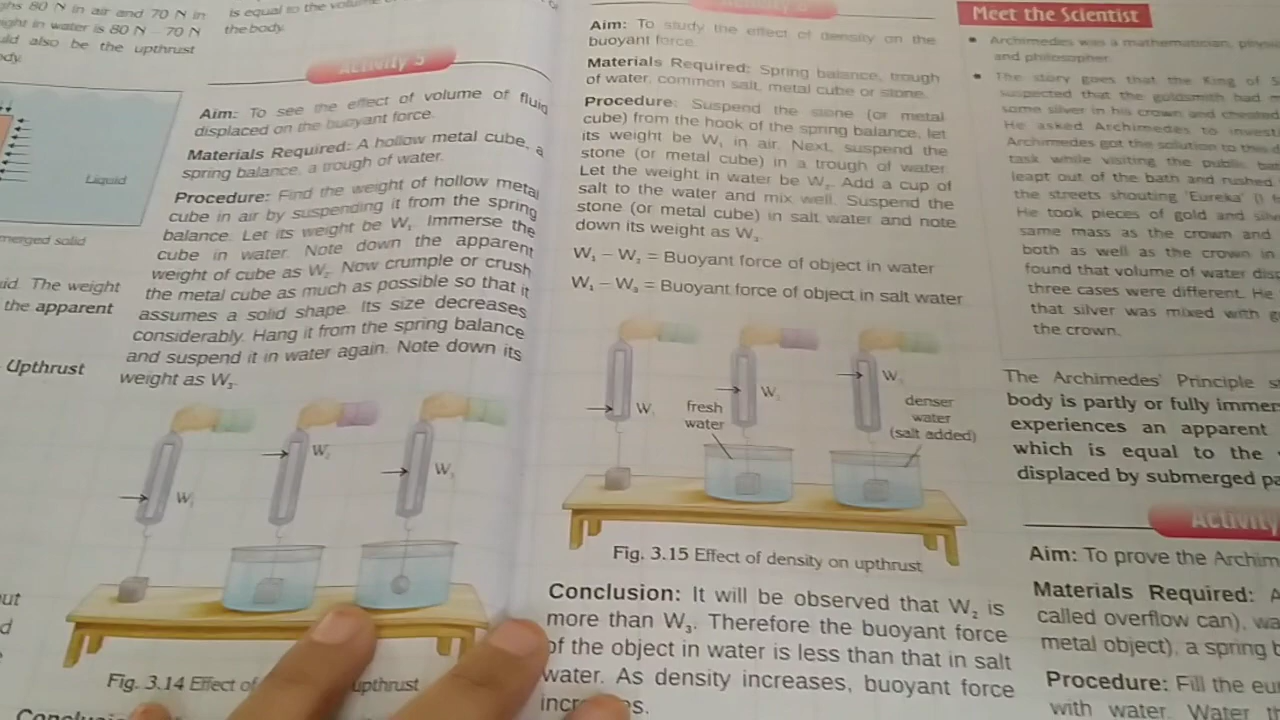 ghs 80 N in air and 70 N in
ight in water is 80 N – 70 N
uld also be the upthrust
Liquid
merged solid
uid. The weight
the apparent
Upthrust
is equal to the
the body.
Activity 5
Aim: To see the effect of volume of fluid
displaced on the buoyant force.
Materials Required: A hollow metal cube, a
spring balance, a trough of water.
Procedure: Find the weight of hollow metal
cube in air by suspending it from the spring
balance. Let its weight be W₁. Immerse the
cube in water. Note down the apparent
weight of cube as W₂. Now crumple or crush
the metal cube as much as possible so that it
assumes a solid shape. Its size decreases
considerably. Hang it from the spring balance
and suspend it in water again. Note down its
weight as W₃.
W₁
W₂
W₃
Fig. 3.14 Effect of upthrust
Aim: To study the effect of density on the
buoyant force.
Materials Required: Spring balance, trough
of water, common salt, metal cube or stone.
Procedure: Suspend the stone (or metal
cube) from the hook of the spring balance, let
its weight be W₁ in air. Next, suspend the
stone (or metal cube) in a trough of water.
Let the weight in water be W₂. Add a cup of
salt to the water and mix well. Suspend the
stone (or metal cube) in salt water and note
down its weight as W₃.
W₁ – W₂ = Buoyant force of object in water
W₁ – W₃ = Buoyant force of object in salt water
W₁
fresh
water
W₂
W₃
denser
water
(salt added)
Fig. 3.15 Effect of density on upthrust
Conclusion: It will be observed that W₂ is
more than W₃. Therefore the buoyant force
of the object in water is less than that in salt
water. As density increases, buoyant force
Meet the Scientist
• Archimedes was a mathematician,
and philosopher.
• The story goes that the King of
suspected that the goldsmith had
some silver in his crown and cheated
He asked Archimedes to
Archimedes got the solution to this
task while visiting the public
leapt out of the bath and rushed
the streets shouting 'Eureka'
He took pieces of gold and
same mass as the crown and
both as well as the crown in
found that volume of water
three cases were different. He
that silver was mixed with
the crown.
The Archimedes' Principle
body is partly or fully
experiences an apparent
which is equal to the
displaced by submerged
Activity
Aim: To prove the
Materials Required:
called overflow can),
metal object), a spring
Procedure: Fill the
with water. Water